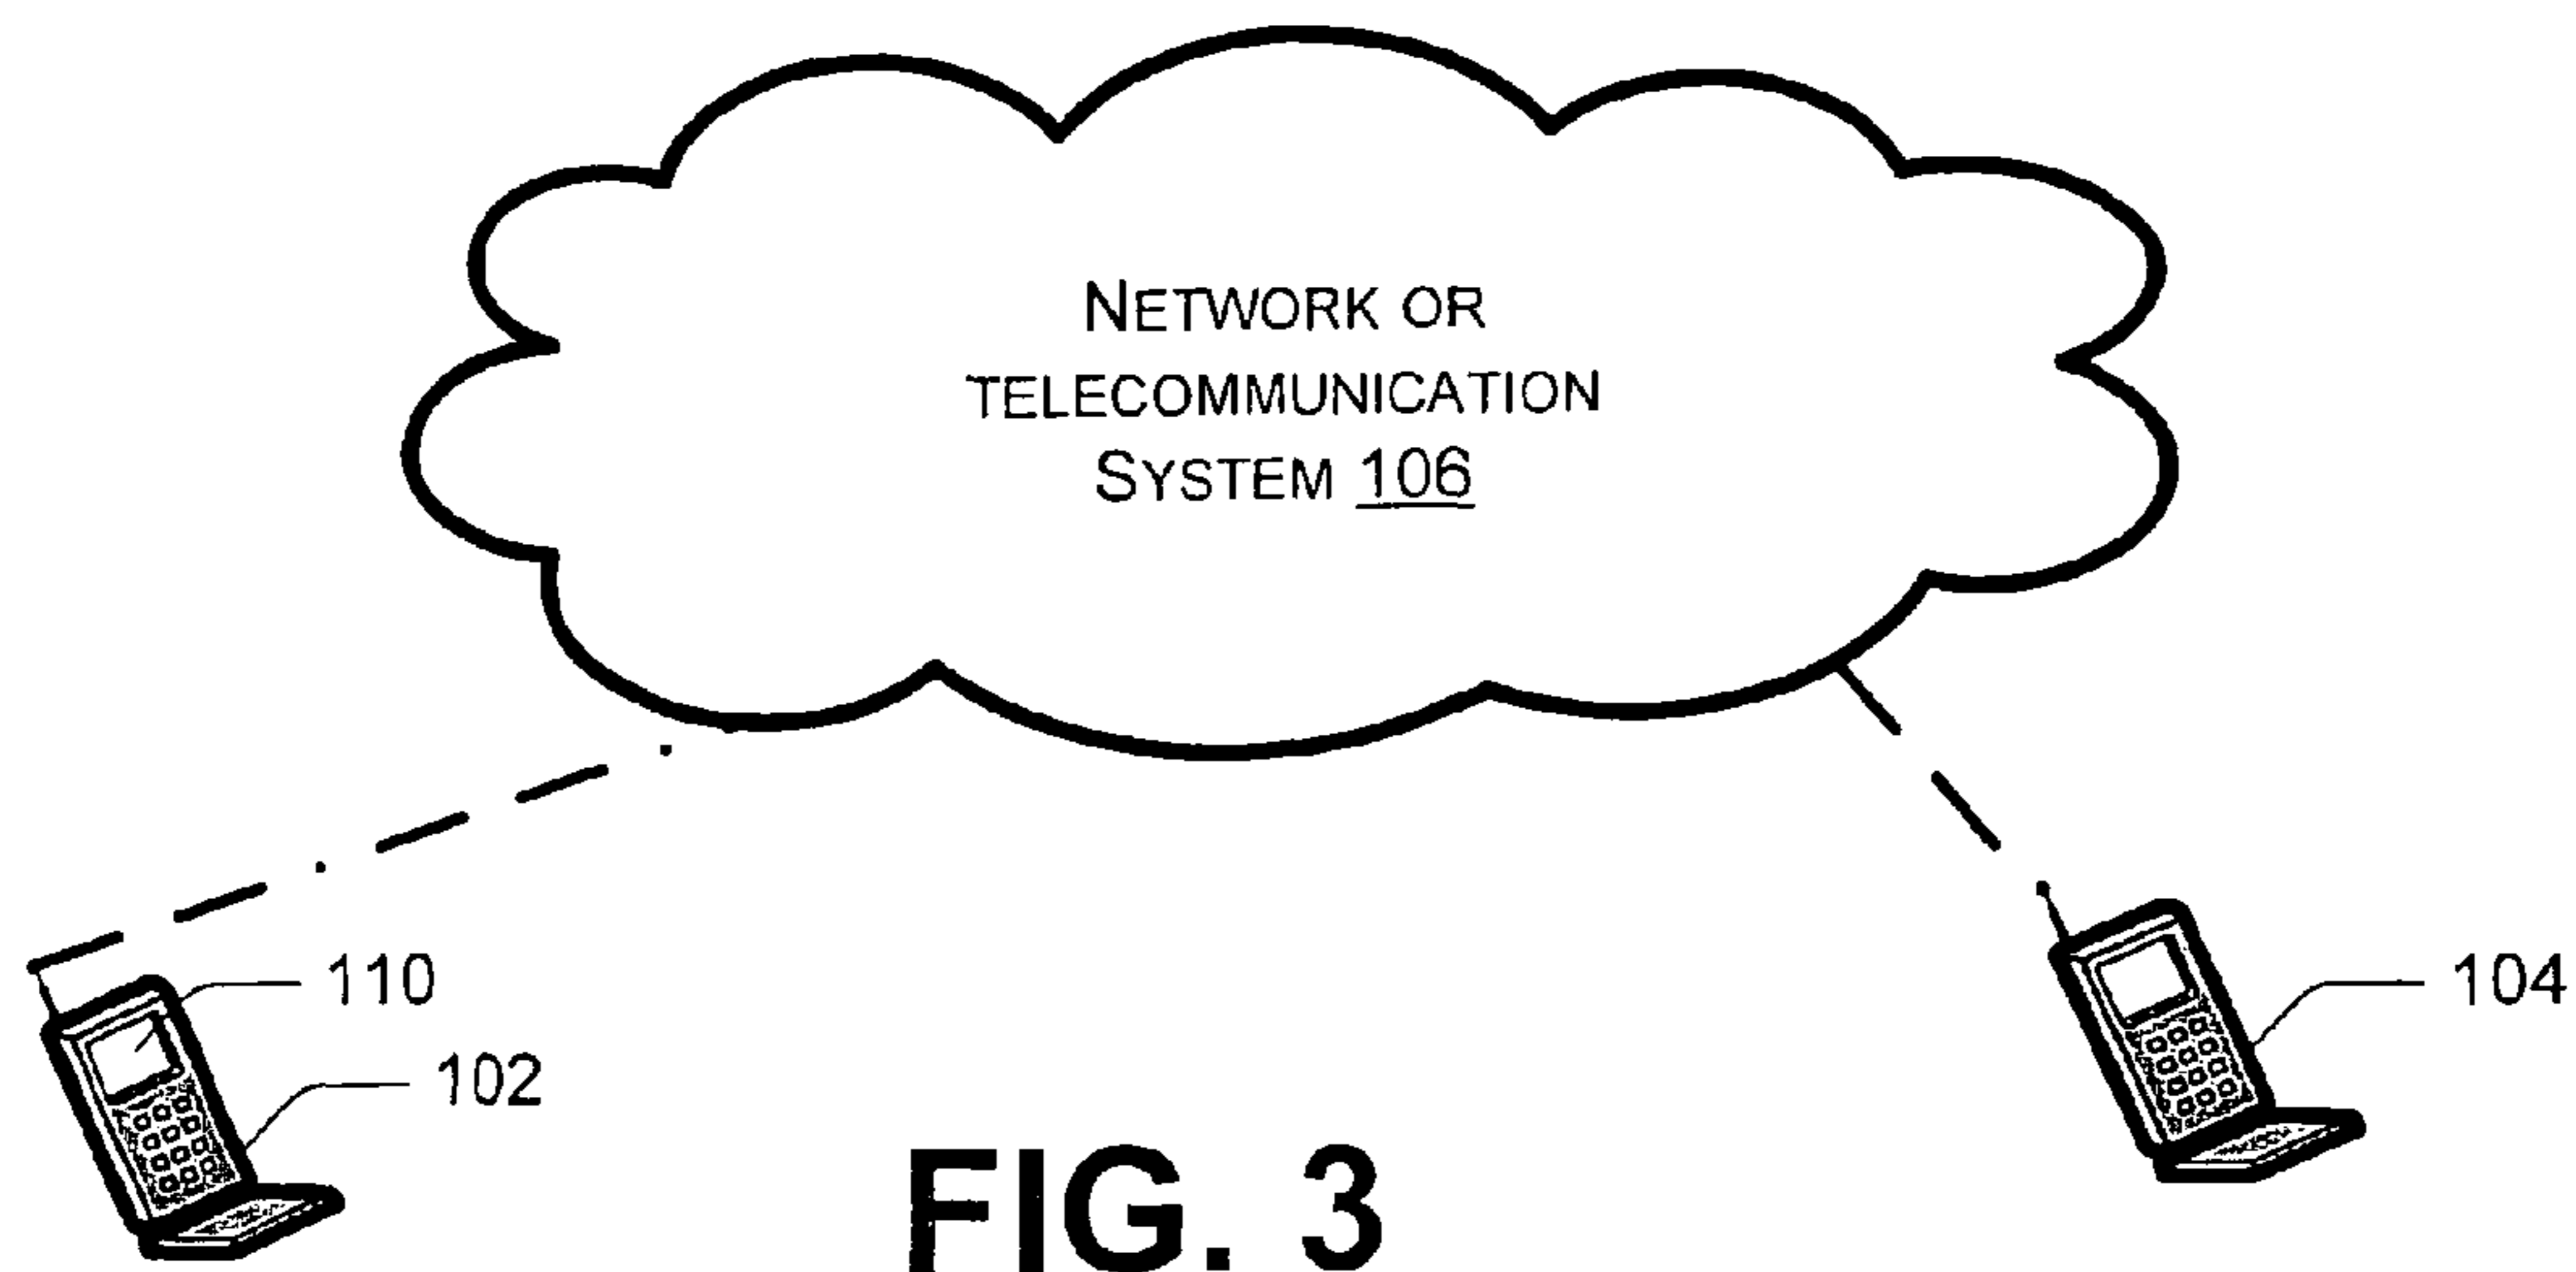 NETWORK OR
TELECOMMUNICATION
SYSTEM 106
110
104
102
FIG. 3